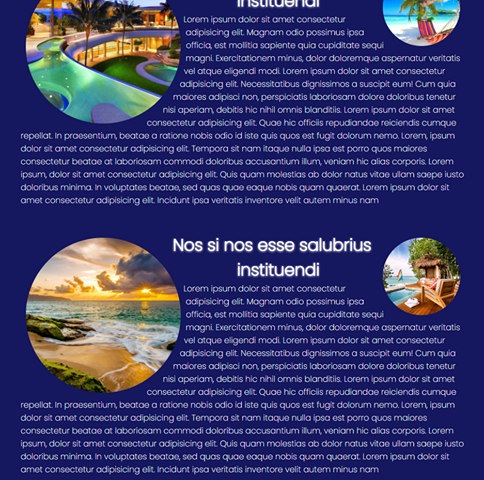 instituendi
Lorem ipsum dolor sit amet consectetur
adipisicing elit. Magnam odio possimus ipsa
officia, est mollitia sapiente quia cupiditate sequi
magni. Exercitationem minus, dolor doloremque aspernatur veritatis
vel atque eligendi modi. Lorem ipsum dolor sit amet consectetur
adipisicing elit. Necessitatibus dignissimos a suscipit eum! Cum quia
maiores adipisci non, perspiciatis laboriosam dolore doloribus tenetur
nisi aperiam, debitis hic nihil omnis blanditiis. Lorem ipsum dolor sit amet
consectetur adipisicing elit. Quae hic officiis repudiandae reiciendis cumque
repellat. In praesentium, beatae a ratione nobis od iste quis quos est fugit dolorum nemo. Lorem, ipsum
dolor sit amet consectetur adipisicing elit. Tempora sit nam itaque nulla ipsa est porro quos maiores
consectetur beatae at laboriosam commodi doloribus accusantium illum, veniam hic alias corporis. Lorem
ipsum, dolor sit amet consectetur adipisicing elit. Quis quam molestias ab dolor natus vitae ullam saepe iusto
doloribus minima. In voluptates beatae, sed quas quae eaque nobis quam quaerat. Lorem ipsum dolor sit
amet consectetur adipisicing elit. Incidunt ipsa veritatis inventore velit autem minus nam
Nos si nos esse salubrius
instituendi
Lorem ipsum dolor sit amet consectetur
adipisicing elit. Magnam odio possimus ipsa
officia, est mollitia sapiente quia cupiditate sequi
magni. Exercitationem minus, dolor doloremque aspernatur veritatis
vel atque eligendi modi. Lorem ipsum dolor sit amet consectetur
adipisicing elit. Necessitatibus dignissimos a suscipit eum! Cum quia
maiores adipisci non, perspiciatis laboriosam dolore doloribus tenetur
nisi aperiam, debitis hic nihil omnis blanditiis. Lorem ipsum dolor sit amet
consectetur adipisicing elit. Quae hic officiis repudiandae reiciendis cumque
repellat. In praesentium, beatae a ratione nobis od iste quis quos est fugit dolorum nemo. Lorem, ipsum
dolor sit amet consectetur adipisicing elit. Tempora sit nam itaque nulla ipsa est porro quos maiores
consectetur beatae at laboriosam commodi doloribus accusantium illum, veniam hic alias corporis. Lorem
ipsum, dolor sit amet consectetur adipisicing elit. Quis quam molestias ab dolor natus vitae ullam saepe iusto
doloribus minima. In voluptates beatae, sed quas quae eaque nobis quam quaerat. Lorem ipsum dolor sit
amet consectetur adipisicing elit. Incidunt ipsa veritatis inventore velit autem minus nam